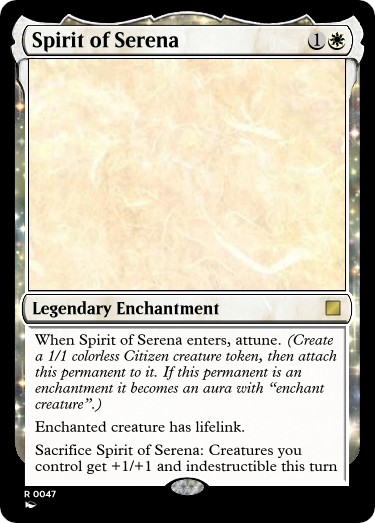 Spirit of Serena 1
Legendary Enchantment
When Spirit of Serena enters, attune. (Create
a 1/1 colorless Citizen creature token, then attach
this permanent to it. If this permanent is an
enchantment it becomes an aura with “enchant
creature”.)
Enchanted creature has lifelink.
Sacrifice Spirit of Serena: Creatures you
control get +1/+1 and indestructible this turn
R 0047